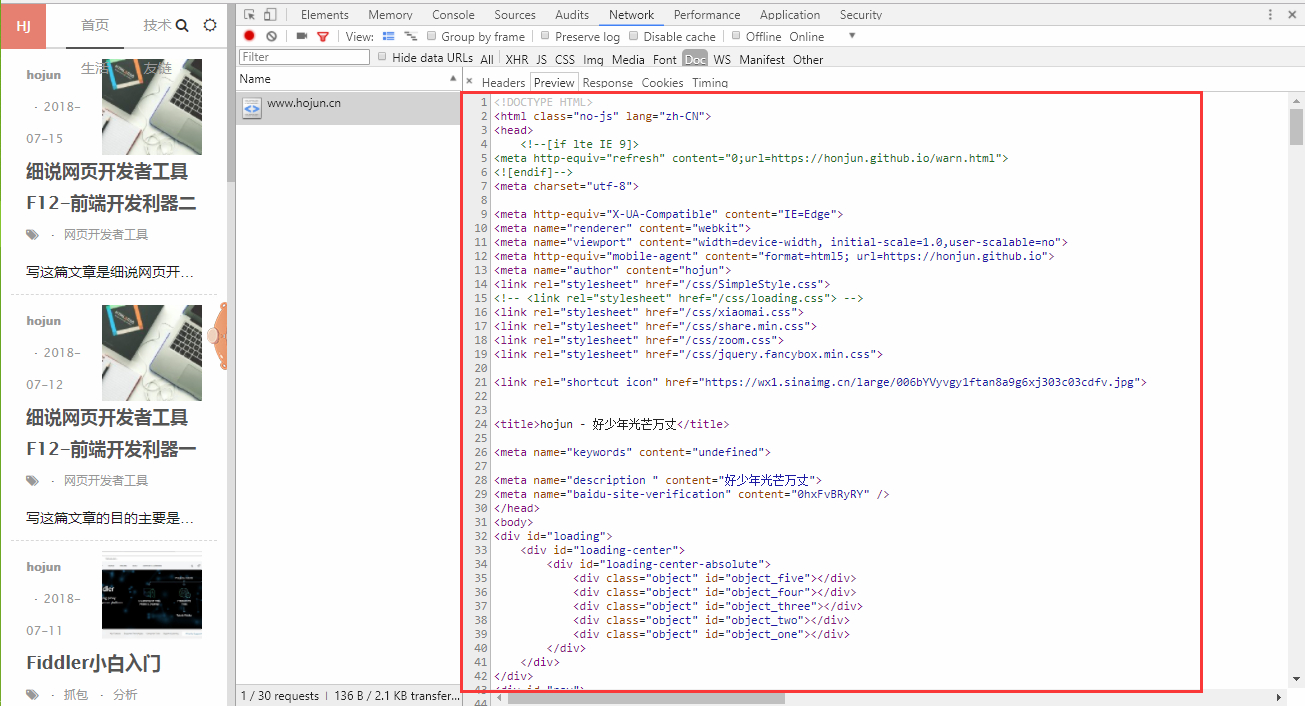 HJ
首页
技术
生活
友链
hojun
· 2018-
07-15
细说网页开发者工具
F12-前端开发利器二
· 网页开发者工具
写这篇文章是细说网页开...
hojun
· 2018-
07-12
细说网页开发者工具
F12-前端开发利器一
· 网页开发者工具
写这篇文章的目的主要是...
hojun
· 2018-
07-11
Fiddler小白入门
· 抓包 · 分析
Elements Memory Console Sources Audits Network Performance Application Security
View: Group by frame Preserve log Disable cache Offline Online
Filter Hide data URLs All XHR JS CSS Img Media Font Doc WS Manifest Other
Name
www.hojun.cn
1 / 30 requests | 136 B / 2.1 KB transfer...
Headers Preview Response Cookies Timing
1 <!DOCTYPE HTML>
2 <html class="no-js" lang="zh-CN">
3 <head>
4     <!--[if lte IE 9]>
5 <meta http-equiv="refresh" content="0;url=https://honjun.github.io/warn.html">
6 <![endif]-->
7 <meta charset="utf-8">
8
9 <meta http-equiv="X-UA-Compatible" content="IE=Edge">
10 <meta name="renderer" content="webkit">
11 <meta name="viewport" content="width=device-width, initial-scale=1.0,user-scalable=no">
12 <meta http-equiv="mobile-agent" content="format=html5; url=https://honjun.github.io">
13 <meta name="author" content="hojun">
14 <link rel="stylesheet" href="/css/SimpleStyle.css">
15 <!-- <link rel="stylesheet" href="/css/loading.css"> -->
16 <link rel="stylesheet" href="/css/xiaomai.css">
17 <link rel="stylesheet" href="/css/share.min.css">
18 <link rel="stylesheet" href="/css/zoom.css">
19 <link rel="stylesheet" href="/css/jquery.fancybox.min.css">
20
21 <link rel="shortcut icon" href="https://wx1.sinaimg.cn/large/006bYVyvgy1ftan8a9g6xj303c03cdfv.jpg">
22
23
24 <title>hojun - 好少年光芒万丈</title>
25
26 <meta name="keywords" content="undefined">
27
28 <meta name="description " content="好少年光芒万丈">
29 <meta name="baidu-site-verification" content="0hxFvBRyRY" />
30 </head>
31 <body>
32 <div id="loading">
33     <div id="loading-center">
34         <div id="loading-center-absolute">
35             <div class="object" id="object_five"></div>
36             <div class="object" id="object_four"></div>
37             <div class="object" id="object_three"></div>
38             <div class="object" id="object_two"></div>
39             <div class="object" id="object_one"></div>
40         </div>
41     </div>
42 </div>
43 <div id="nav">
44